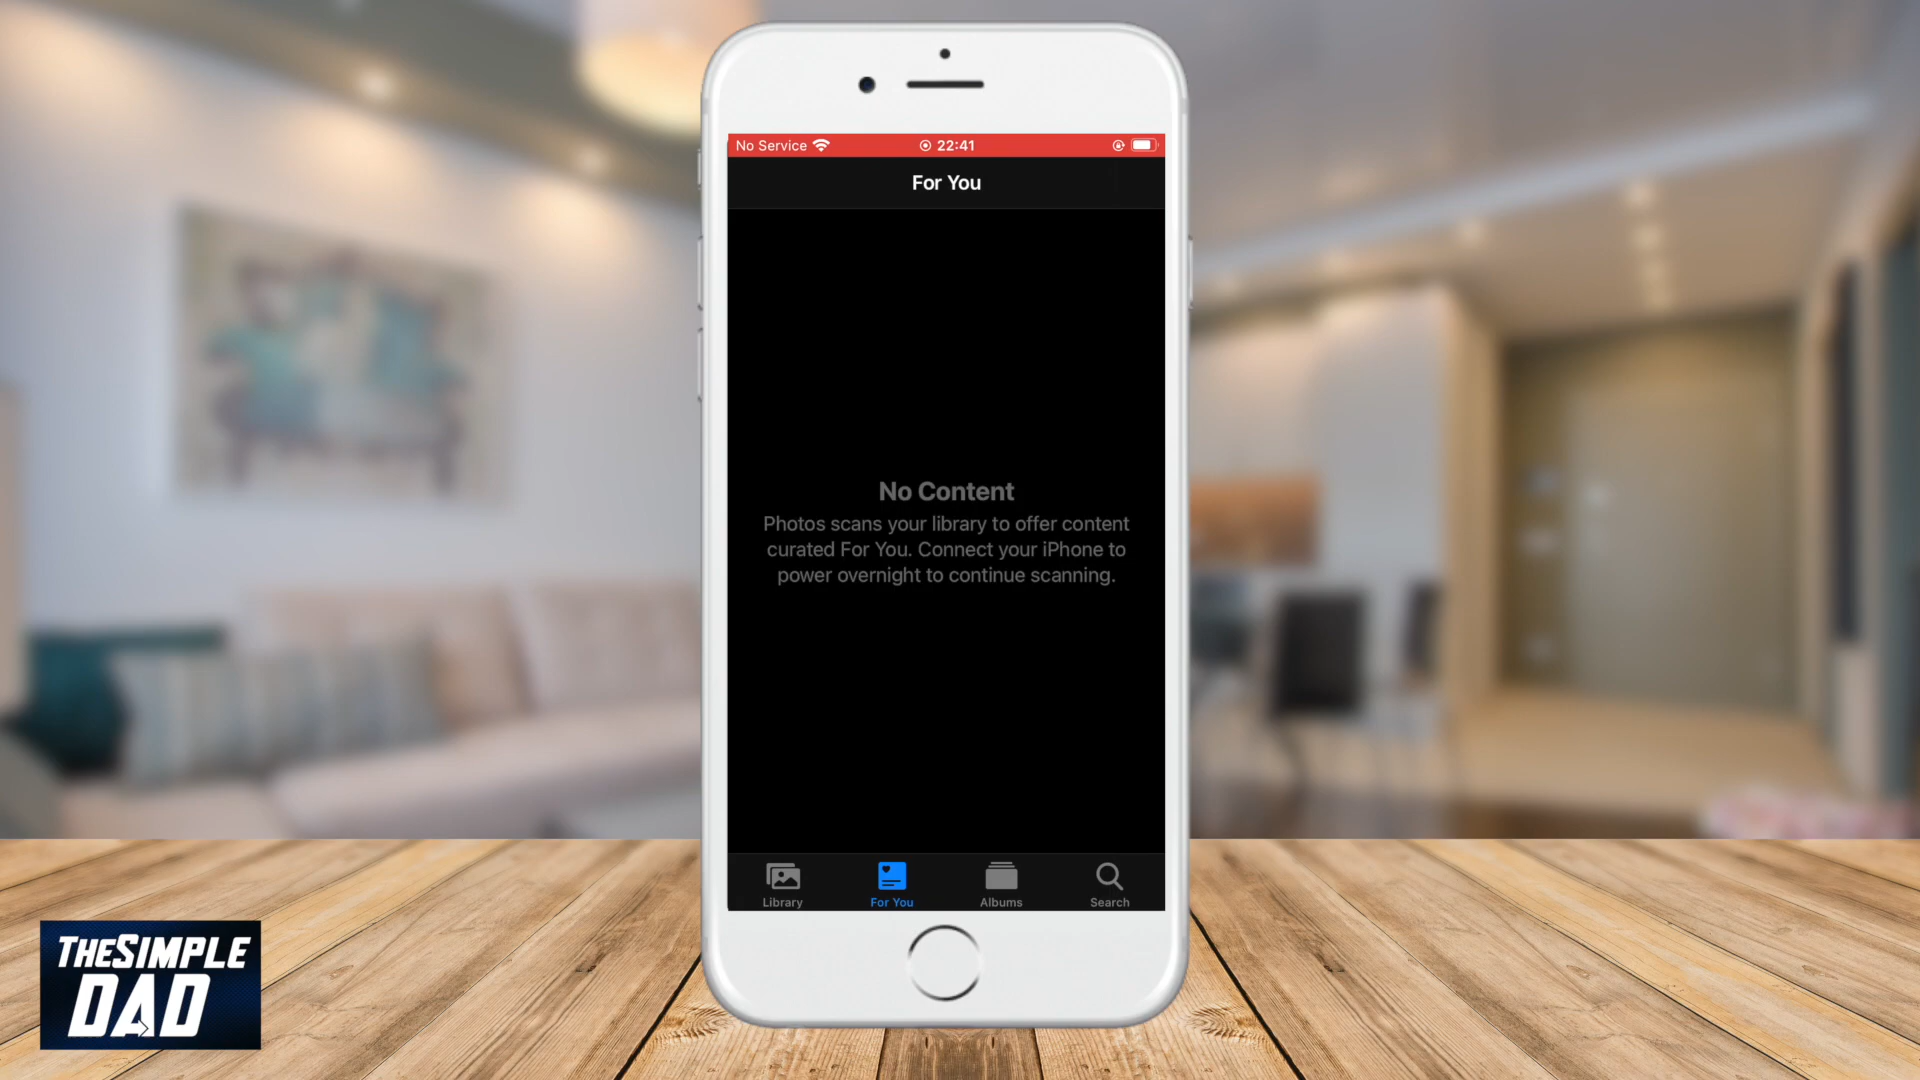 No Service
22:41
For You
No Content
Photos scans your library to offer content
curated For You. Connect your iPhone to
power overnight to continue scanning.
Library
For You
Albums
Search
THESIMPLE
DAD